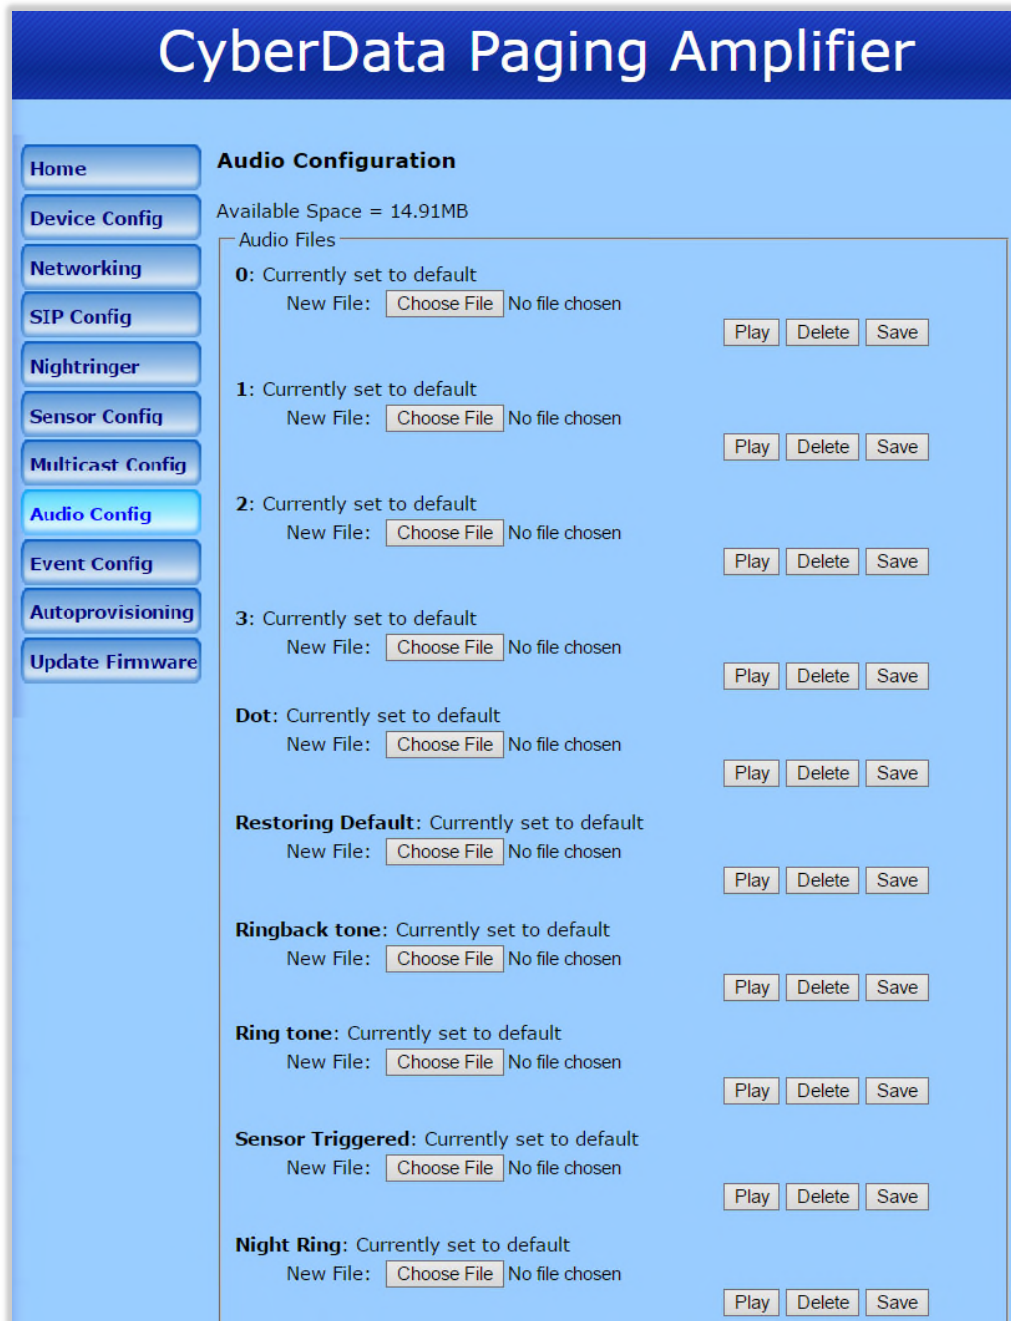 CyberData Paging Amplifier
Home
Device Config
Networking
SIP Config
Nightringer
Sensor Config
Multicast Config
Audio Config
Event Config
Autoprovisioning
Update Firmware
Audio Configuration
Available Space = 14.91MB
Audio Files
0: Currently set to default
New File: Choose File No file chosen
Play Delete Save
1: Currently set to default
New File: Choose File No file chosen
Play Delete Save
2: Currently set to default
New File: Choose File No file chosen
Play Delete Save
3: Currently set to default
New File: Choose File No file chosen
Play Delete Save
Dot: Currently set to default
New File: Choose File No file chosen
Play Delete Save
Restoring Default: Currently set to default
New File: Choose File No file chosen
Play Delete Save
Ringback tone: Currently set to default
New File: Choose File No file chosen
Play Delete Save
Ring tone: Currently set to default
New File: Choose File No file chosen
Play Delete Save
Sensor Triggered: Currently set to default
New File: Choose File No file chosen
Play Delete Save
Night Ring: Currently set to default
New File: Choose File No file chosen
Play Delete Save